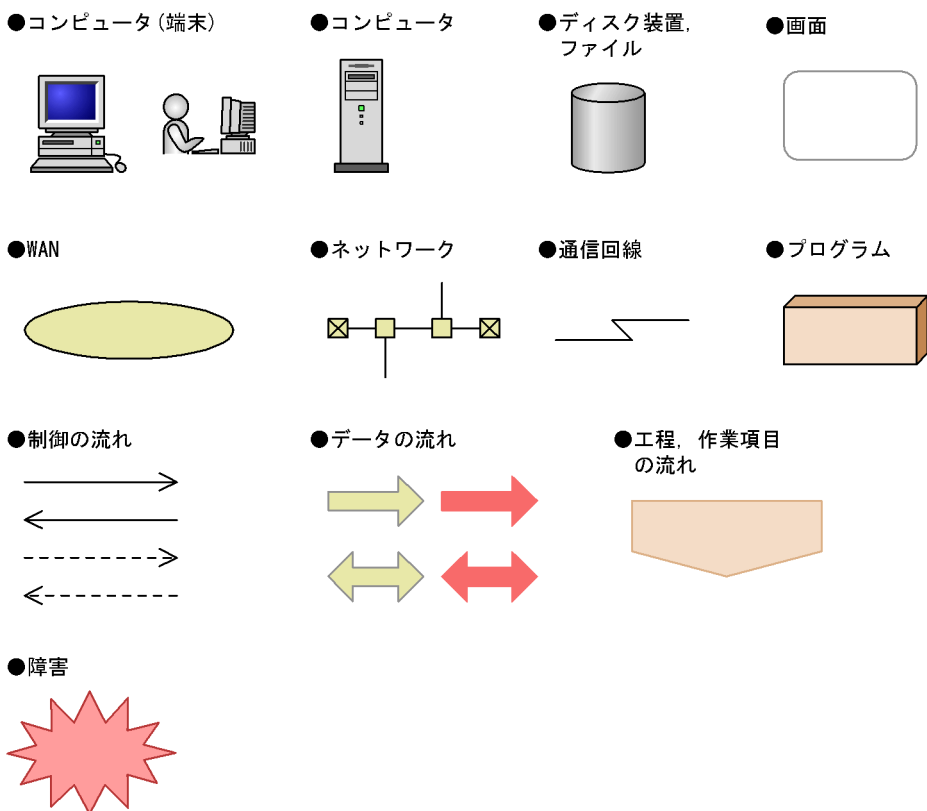 ●コンピュータ(端末)
●コンピュータ
●ディスク装置,
ファイル
●画面
●WAN
●ネットワーク
●通信回線
●プログラム
●制御の流れ
●データの流れ
●工程, 作業項目
の流れ
●障害